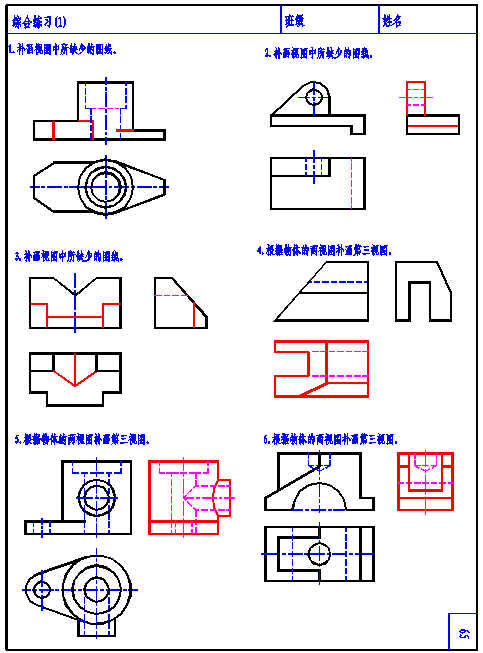 综合练习(1) 班级 姓名
1.补画视图中所缺少的图线。
2.补画视图中所缺少的图线。
3.补画视图中所缺少的图线。
4.根据物体的两视图补画第三视图。
5.根据物体的两视图补画第三视图。
6.根据物体的两视图补画第三视图。
65